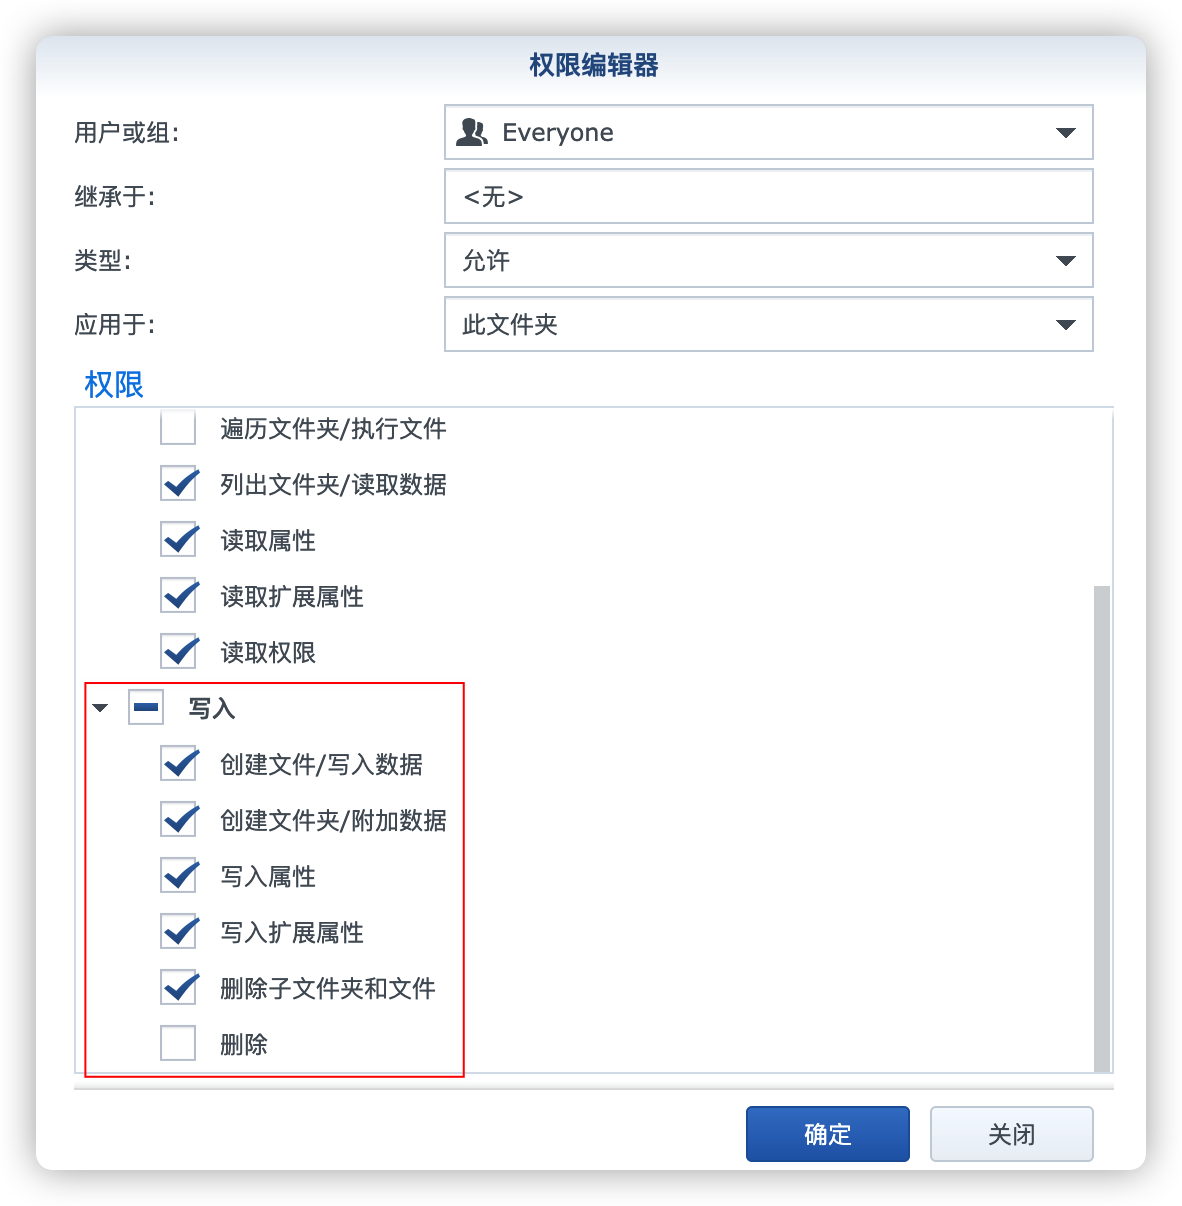 权限编辑器
用户或组: Everyone
继承于: <无>
类型: 允许
应用于: 此文件夹
权限
遍历文件夹/执行文件
列出文件夹/读取数据
读取属性
读取扩展属性
读取权限
写入
创建文件/写入数据
创建文件夹/附加数据
写入属性
写入扩展属性
删除子文件夹和文件
删除
确定 关闭